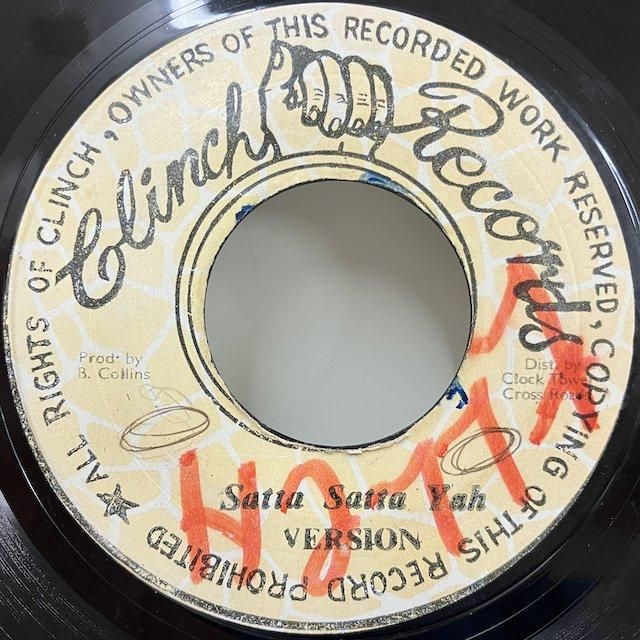 ALL RIGHTS OF CLINCH, OWNERS OF THIS RECORDED WORK RESERVED, COPYING OF THIS RECORD PROHIBITED
Clinch Records
Prod. by
B. Collins
Dist. by
Clock Tower
Cross Roads
Satta Satta Yah
VERSION